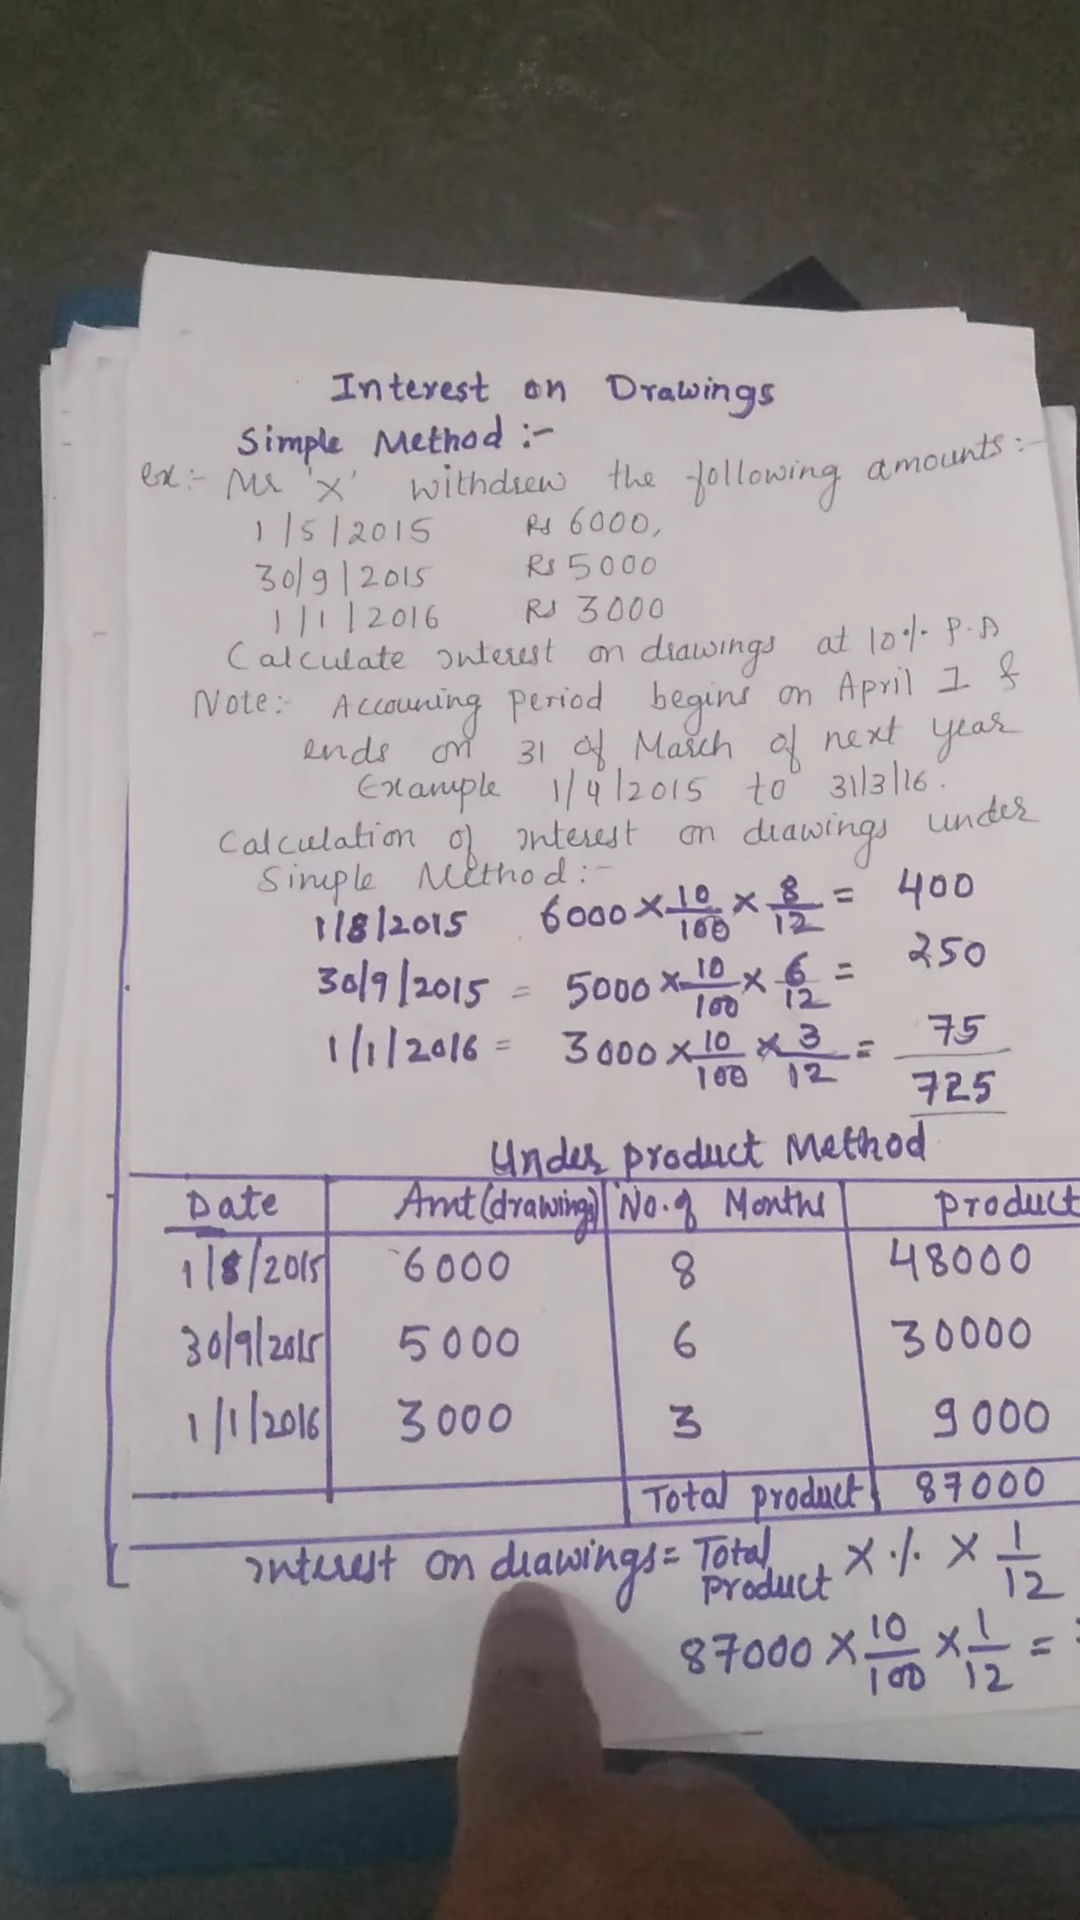 Interest on Drawings
Simple Method :-
ex:- Mr 'X' withdrew the following amounts:-
1/5/2015 Rs 6000,
30/9/2015 Rs 5000
1/1/2016 Rs 3000
Calculate interest on drawings at 10% P.A
Note:- Accouning period begins on April 1 &
ends on 31 of March of next year
Example 1/4/2015 to 31/3/16.
Calculation of interest on drawings under
Simple Method:-
1/8/2015 6000 × 10/100 × 8/12 = 400
30/9/2015 = 5000 × 10/100 × 6/12 = 250
1/1/2016 = 3000 × 10/100 × 3/12 = 75
725
Under product Method
Date Amt (drawings) No. of Months Product
1/8/2015 6000 8 48000
30/9/2015 5000 6 30000
1/1/2016 3000 3 9000
Total product 87000
interest on drawings = Total product × % × 1/12
87000 × 10/100 × 1/12 =